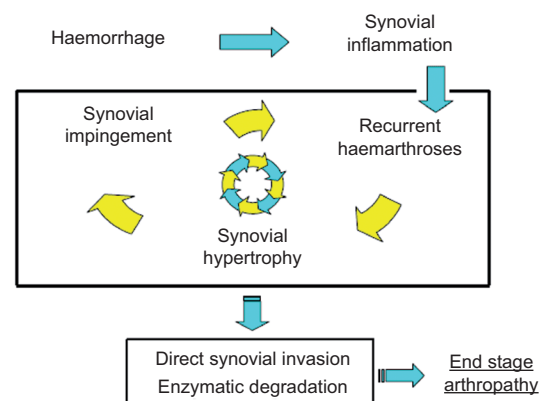 Haemorrhage
Synovial
inflammation
Synovial
impingement
Recurrent
haemarthroses
Synovial
hypertrophy
Direct synovial invasion
Enzymatic degradation
End stage
arthropathy